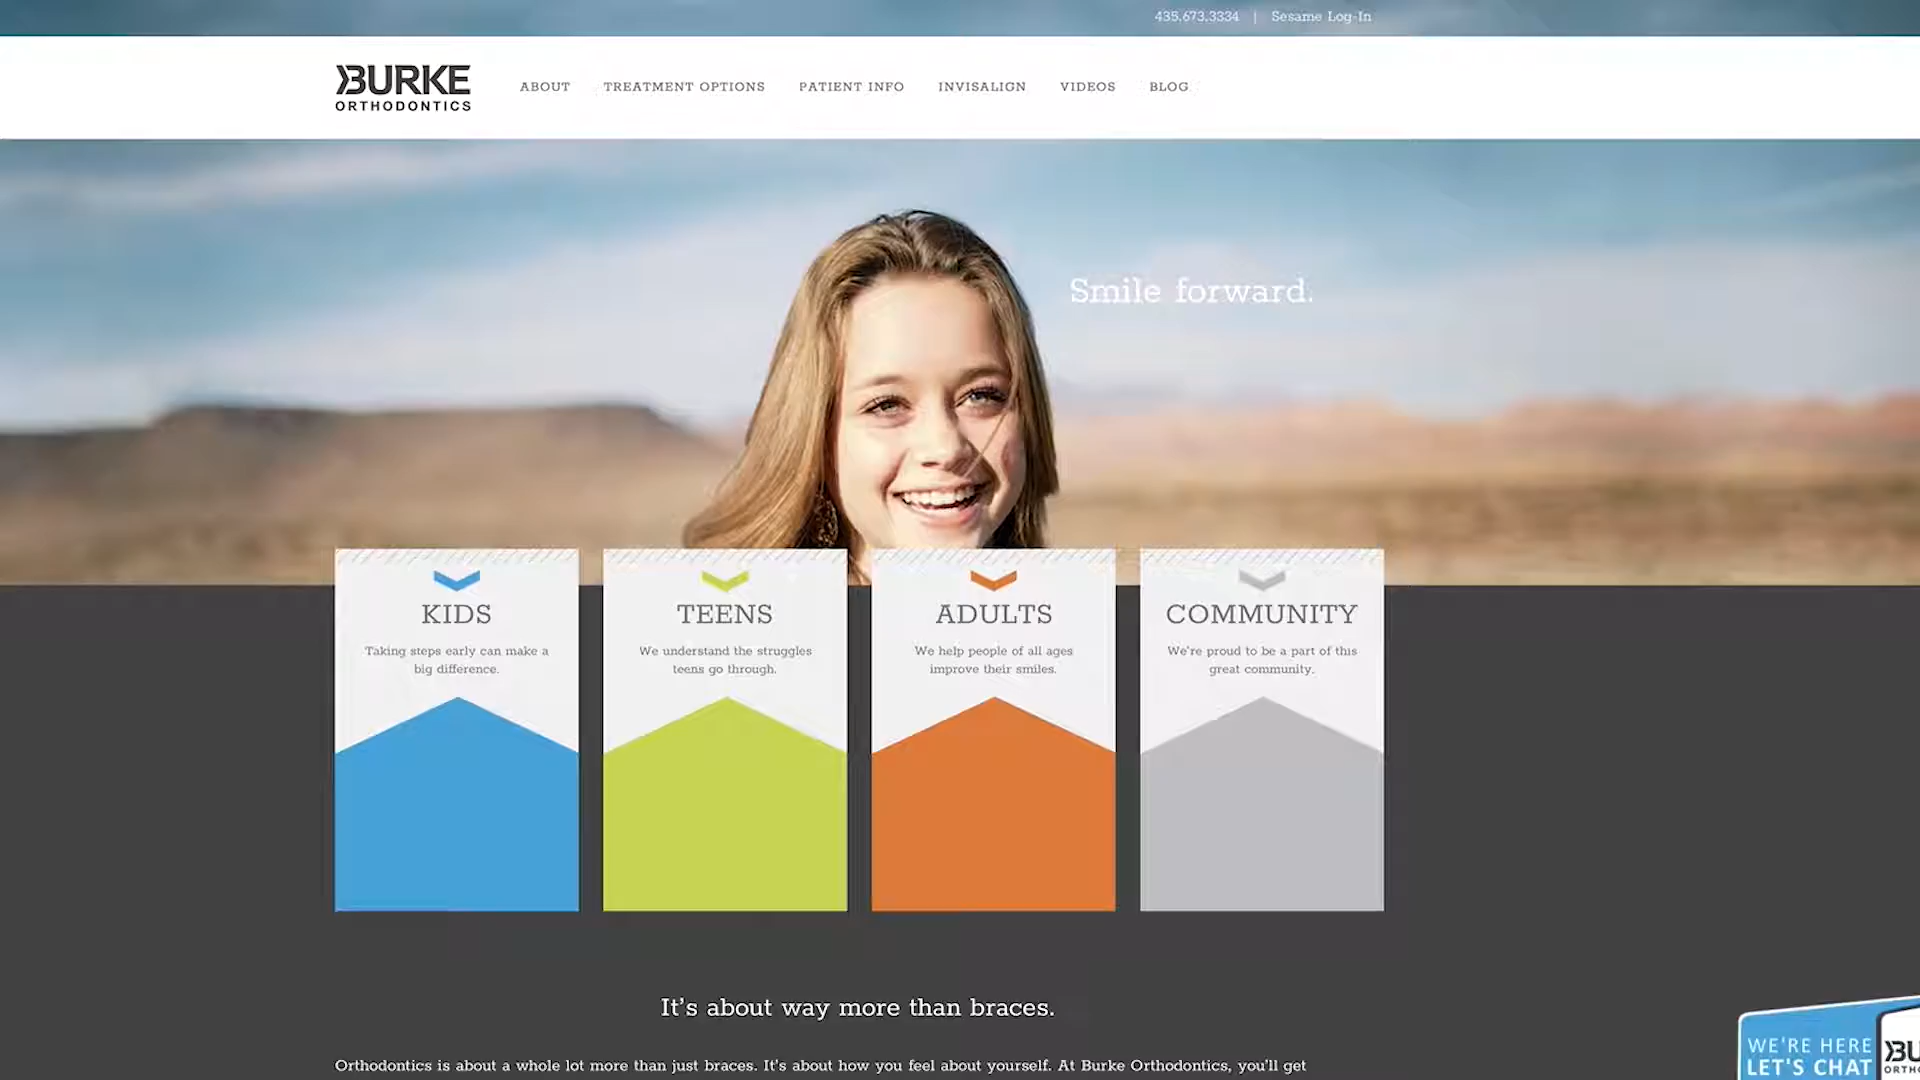 435.673.3334 | Sesame Log-In
BURKE
ORTHODONTICS
ABOUT TREATMENT OPTIONS PATIENT INFO INVISALIGN VIDEOS BLOG
Smile forward.
KIDS
Taking steps early can make a
big difference.
TEENS
We understand the struggles
teens go through.
ADULTS
We help people of all ages
improve their smiles.
COMMUNITY
We're proud to be a part of this
great community.
It's about way more than braces.
Orthodontics is about a whole lot more than just braces. It's about how you feel about yourself. At Burke Orthodontics, you'll get
WE'RE HERE
LET'S CHAT